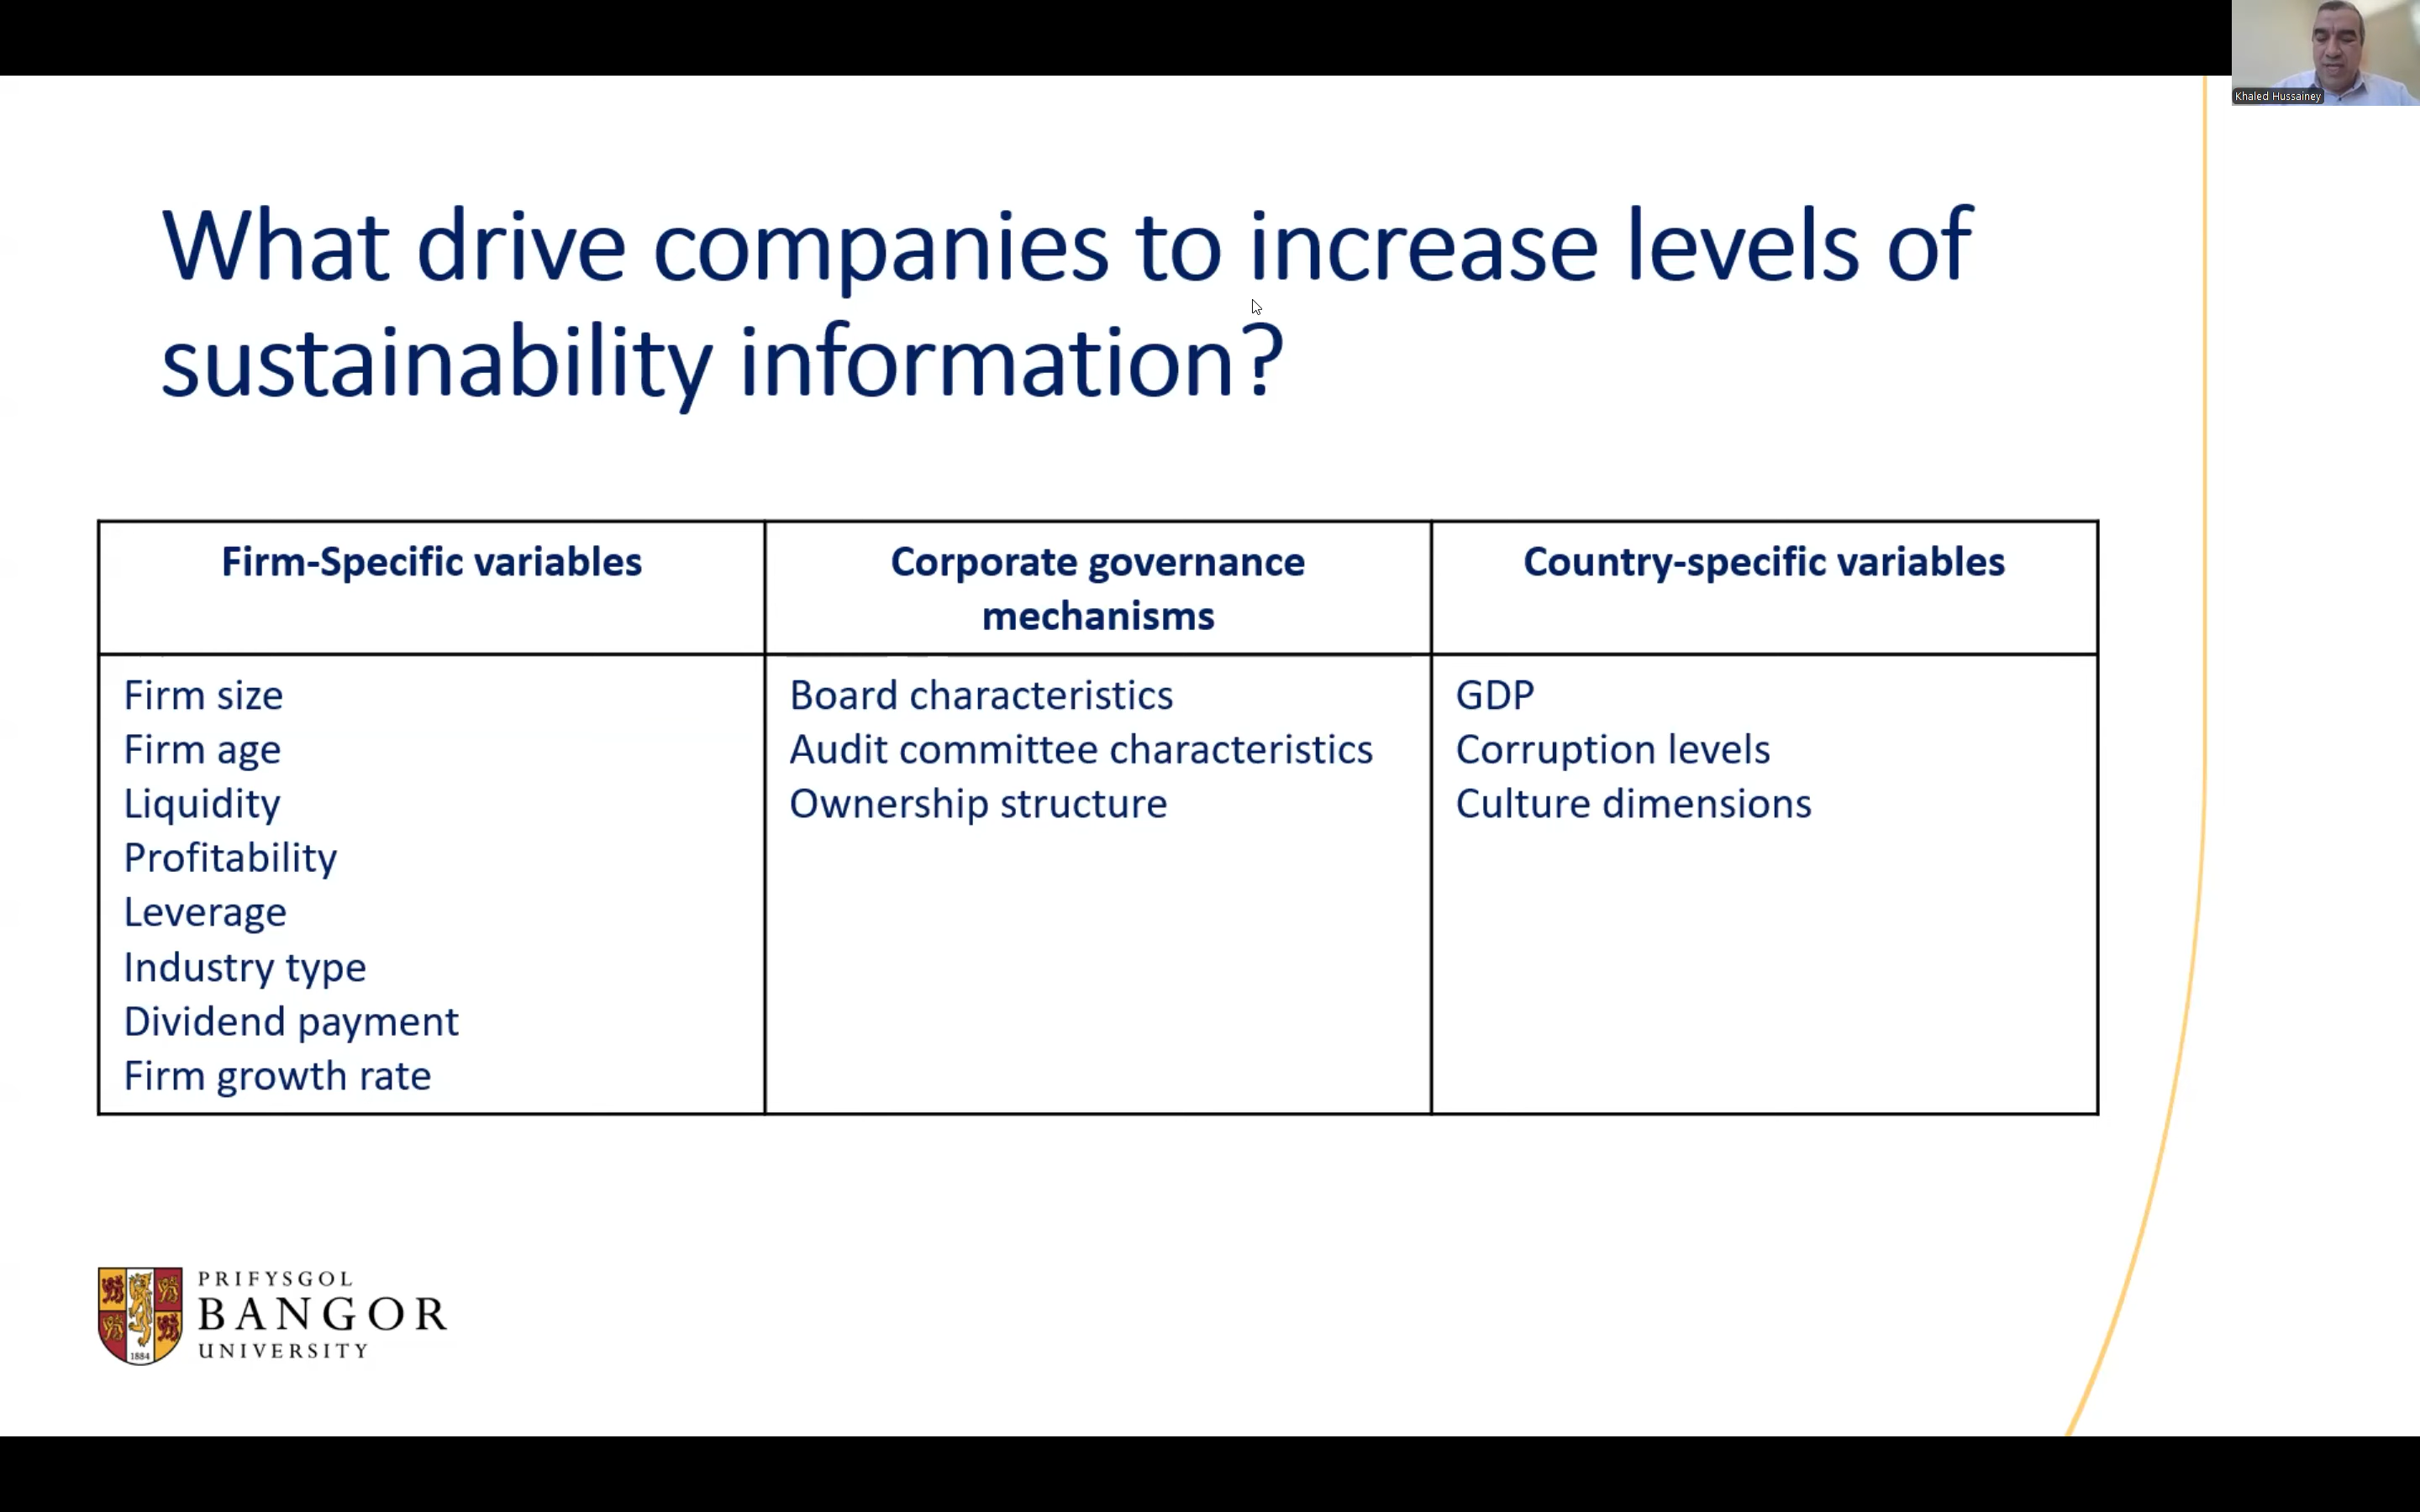 Khaled Hussainey
What drive companies to increase levels of
sustainability information?
Firm-Specific variables
Corporate governance
mechanisms
Country-specific variables
Firm size
Firm age
Liquidity
Profitability
Leverage
Industry type
Dividend payment
Firm growth rate
Board characteristics
Audit committee characteristics
Ownership structure
GDP
Corruption levels
Culture dimensions
PRIFYSGOL
BANGOR
UNIVERSITY
1884